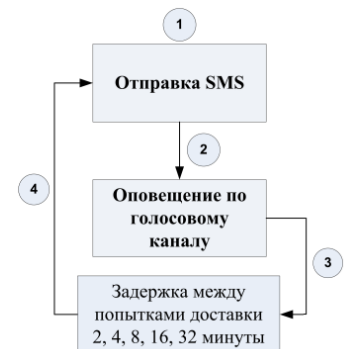 1
Отправка SMS
2
Оповещение по
голосовому
каналу
3
Задержка между
попытками доставки
2, 4, 8, 16, 32 минуты
4